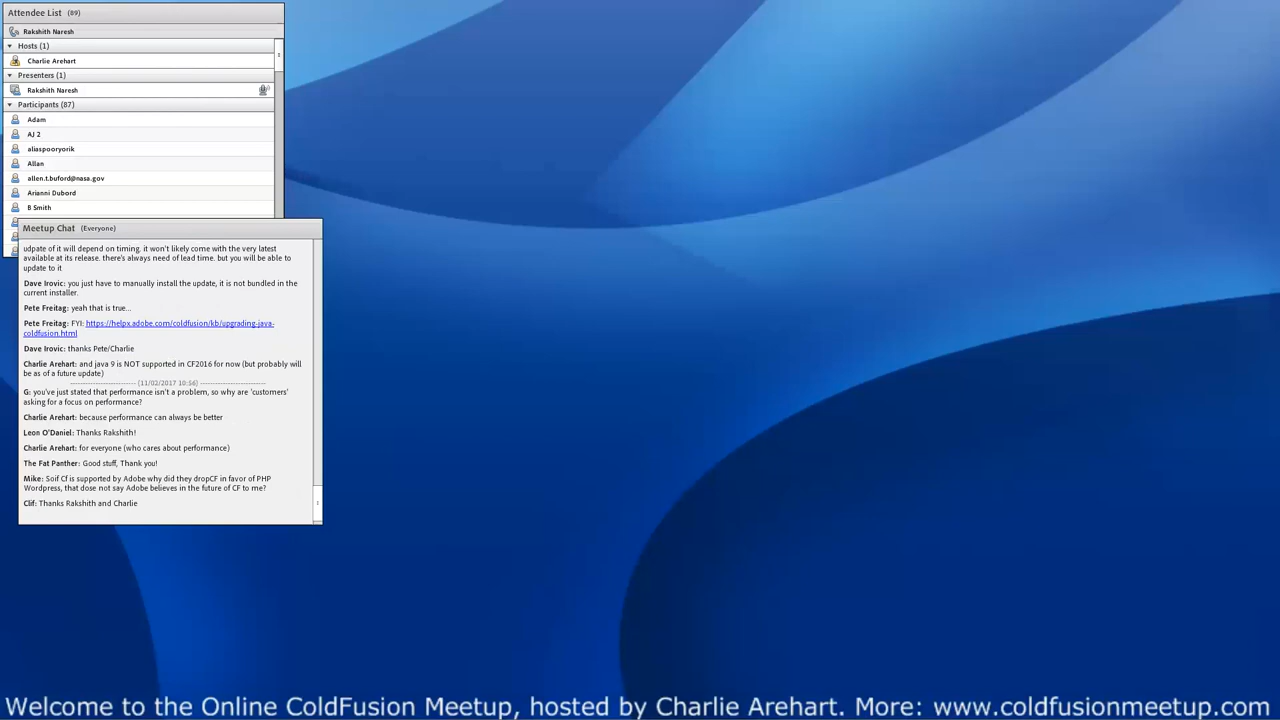 Attendee List (89)
Rakshith Naresh
Hosts (1)
Charlie Arehart
Presenters (1)
Rakshith Naresh
Participants (87)
Adam
AJ 2
aliaspooryorik
Allan
allen.t.buford@nasa.gov
Arianni Dubord
B Smith
Meetup Chat (Everyone)
udpate of it will depend on timing. it won't likely come with the very latest
available at its release. there's always need of lead time. but you will be able to
update to it
Dave Irovic: you just have to manually install the update, it is not bundled in the
current installer.
Pete Freitag: yeah that is true...
Pete Freitag: FYI: https://helpx.adobe.com/coldfusion/kb/upgrading-java-
coldfusion.html
Dave Irovic: thanks Pete/Charlie
Charlie Arehart: and java 9 is NOT supported in CF2016 for now (but probably will
be as of a future update)
------------------------ (11/02/2017 10:56) ------------------------
G: you've just stated that performance isn't a problem, so why are 'customers'
asking for a focus on performance?
Charlie Arehart: because performance can always be better
Leon O'Daniel: Thanks Rakshith!
Charlie Arehart: for everyone (who cares about performance)
The Fat Panther: Good stuff, Thank you!
Mike: Soif Cf is supported by Adobe why did they dropCF in favor of PHP
Wordpress, that dose not say Adobe believes in the future of CF to me?
Clif: Thanks Rakshith and Charlie
Welcome to the Online ColdFusion Meetup, hosted by Charlie Arehart. More: www.coldfusionmeetup.com